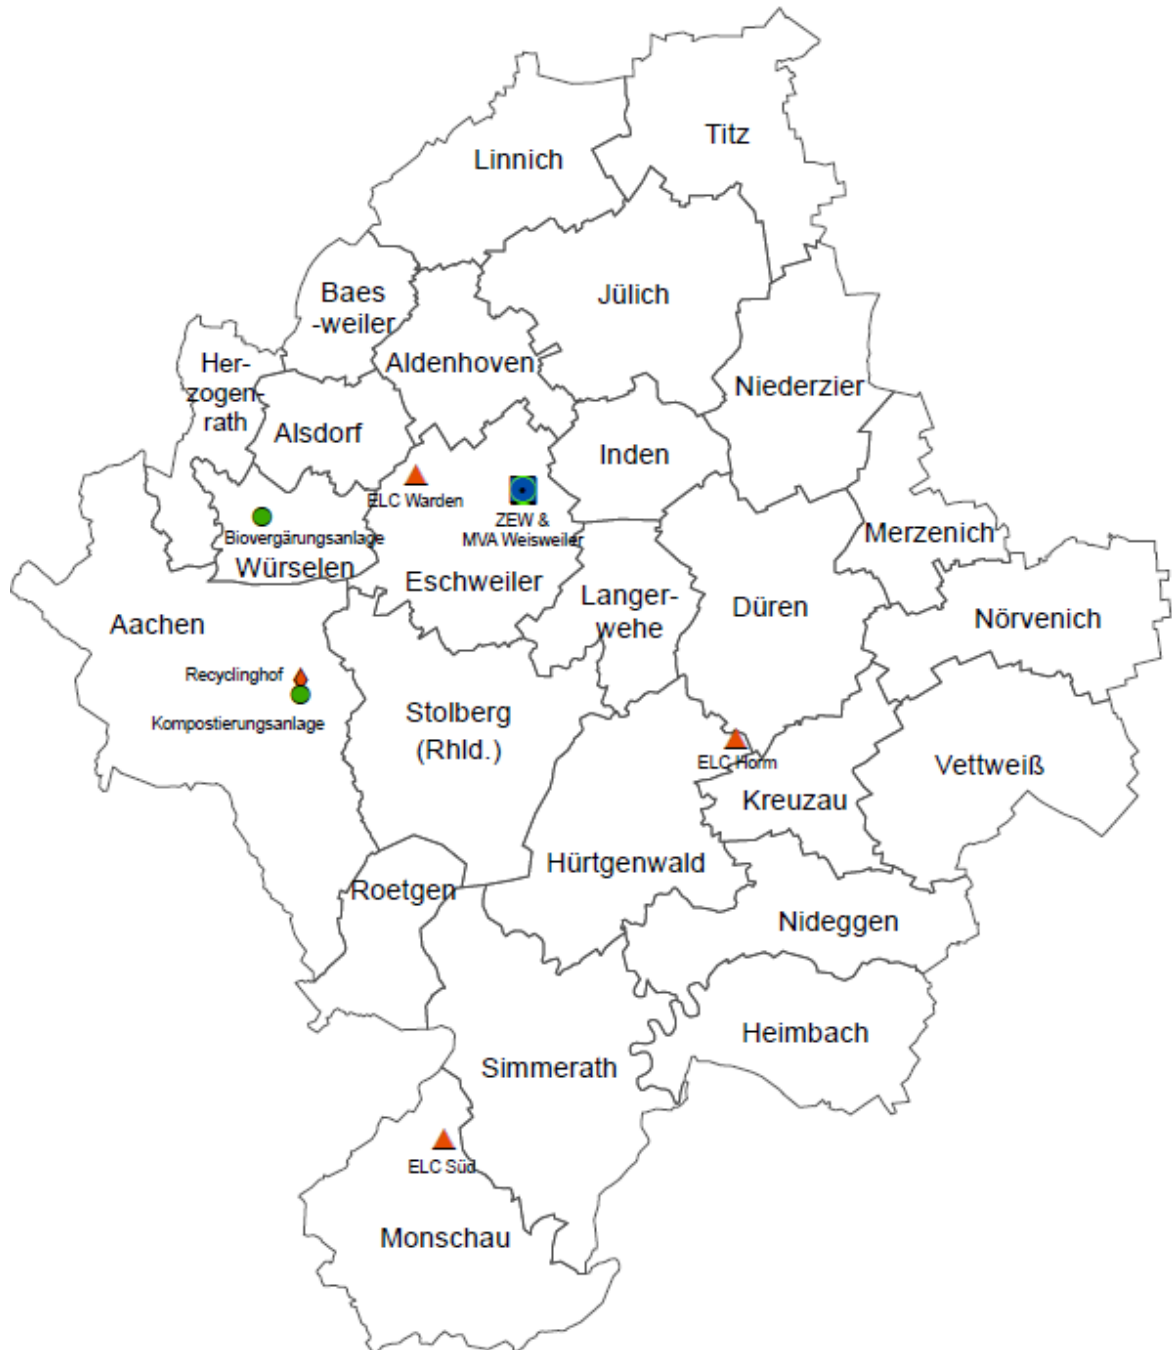 Titz
Linnich
Baes
-weiler
Jülich
Aldenhoven
Her-
zogen-
rath
Niederzier
Alsdorf
Inden
ELC Warden
ZEW &
MVA Weisweiler
Biovergärungsanlage
Würselen
Merzenich
Eschweiler
Langer-
wehe
Düren
Nörvenich
Aachen
Recyclinghof
Kompostierungsanlage
Stolberg
(Rhld.)
ELC Horm
Vettweiß
Kreuzau
Hürtgenwald
Roetgen
Nideggen
Heimbach
Simmerath
ELC Süd
Monschau